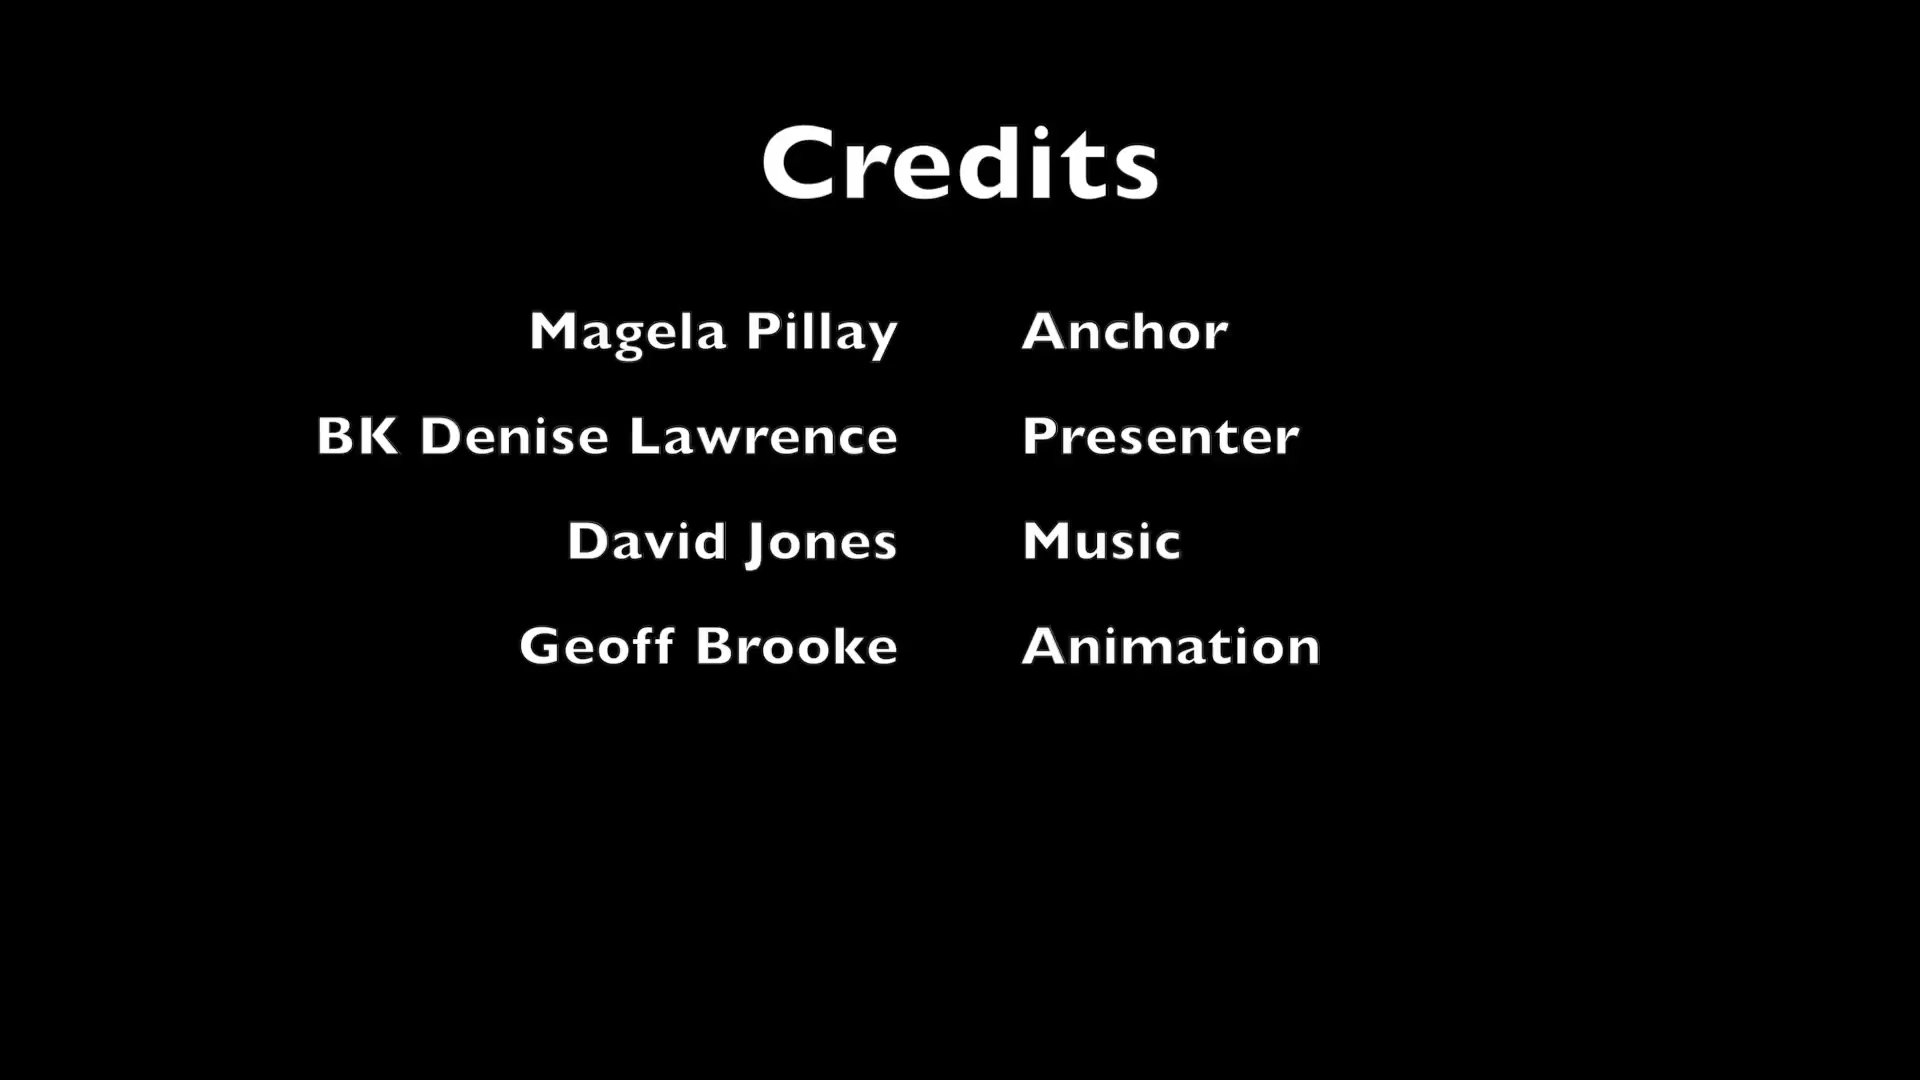 Credits
Magela Pillay Anchor
BK Denise Lawrence Presenter
David Jones Music
Geoff Brooke Animation